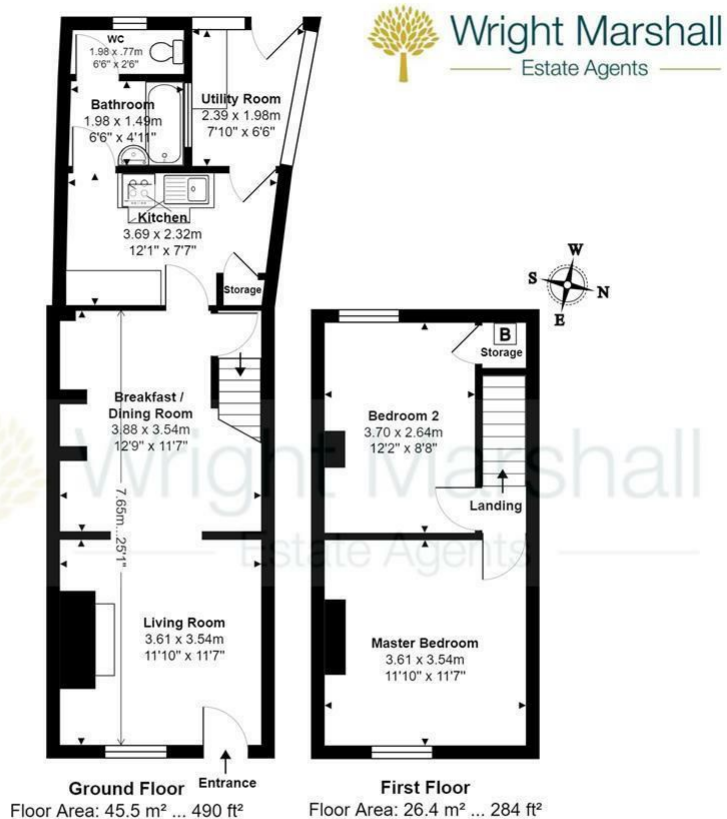 Wright Marshall
Estate Agents
WC
1.98 x .77m
6'6" x 2'6"
Bathroom
1.98 x 1.49m
6'6" x 4'11"
Utility Room
2.39 x 1.98m
7'10" x 6'6"
Kitchen
3.69 x 2.32m
12'1" x 7'7"
Storage
W
S
N
E
B
Storage
Breakfast /
Dining Room
3.88 x 3.54m
12'9" x 11'7"
Bedroom 2
3.70 x 2.64m
12'2" x 8'8"
Wright Marshall
Estate Agents
7.65m...25'1"
Landing
Living Room
3.61 x 3.54m
11'10" x 11'7"
Master Bedroom
3.61 x 3.54m
11'10" x 11'7"
Entrance
Ground Floor
Floor Area: 45.5 m² ... 490 ft²
First Floor
Floor Area: 26.4 m² ... 284 ft²